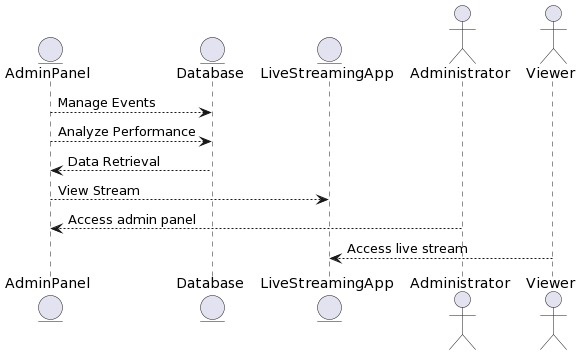 AdminPanel Database LiveStreamingApp Administrator Viewer
Manage Events
Analyze Performance
Data Retrieval
View Stream
Access admin panel
Access live stream
AdminPanel Database LiveStreamingApp Administrator Viewer